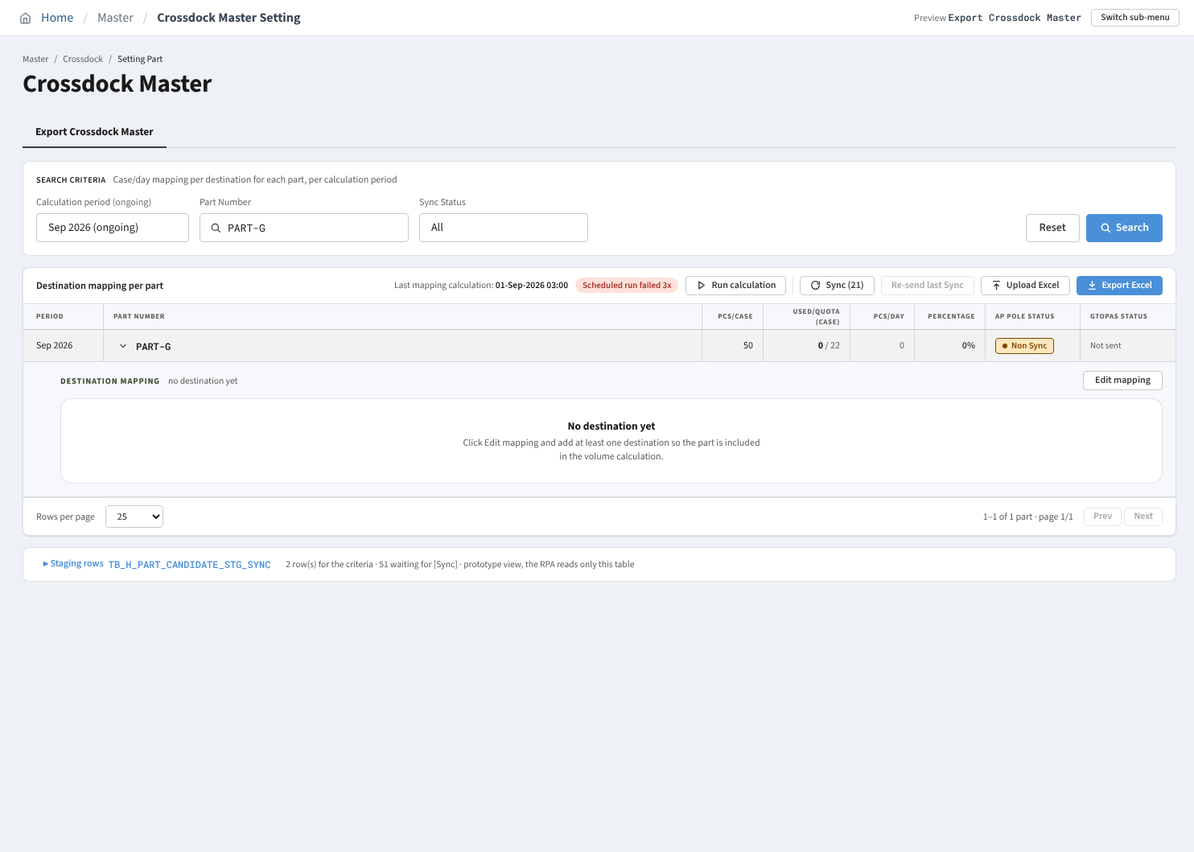 Home / Master / Crossdock Master Setting
Preview Export Crossdock Master Switch sub-menu
Master / Crossdock / Setting Part
Crossdock Master
Export Crossdock Master
SEARCH CRITERIA Case/day mapping per destination for each part, per calculation period
Calculation period (ongoing) Part Number Sync Status
Sep 2026 (ongoing) PART-G All Reset Search
Destination mapping per part Last mapping calculation: 01-Sep-2026 03:00 Scheduled run failed 3x Run calculation Sync (21) Re-send last Sync Upload Excel Export Excel
PERIOD PART NUMBER PCS/CASE USED/QUOTA (CASE) PCS/DAY PERCENTAGE AP POLE STATUS GTOPAS STATUS
Sep 2026 PART-G 50 0 / 22 0 0% Non Sync Not sent
DESTINATION MAPPING no destination yet Edit mapping
No destination yet
Click Edit mapping and add at least one destination so the part is included
in the volume calculation.
Rows per page 25 1–1 of 1 part · page 1/1 Prev Next
▸ Staging rows TB_H_PART_CANDIDATE_STG_SYNC 2 row(s) for the criteria · 51 waiting for [Sync] · prototype view, the RPA reads only this table